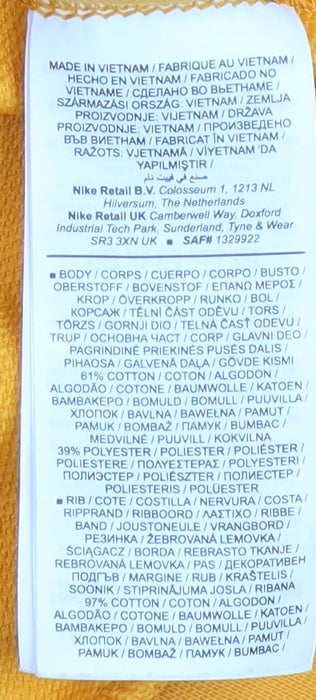 MADE IN VIETNAM / FABRIQUE AU VIETNAM /
HECHO EN VIETNAM / FABRICADO NO
VIETNAME / СДЕЛАНО ВО ВЬЕТНАМЕ /
SZÁRMAZÁSI ORSZÁG: VIETNAM / ZEMLJA
PROIZVODNJE: VIJETNAM / DRŽAVA
PROIZVODNJE: VIETNAM / ПРОИЗВЕДЕНО
ВЪВ ВИЕТНАМ / FABRICAT ÎN VIETNAM /
RAŽOTS: VJETNAMĀ / VİYETNAM 'DA
YAPILMIŞTIR /
صنع في فييت نام
Nike Retail B.V. Colosseum 1, 1213 NL
Hilversum, The Netherlands
Nike Retail UK Camberwell Way, Doxford
Industrial Tech Park, Sunderland, Tyne & Wear
SR3 3XN UK ■ SAF# 1329922
■ BODY / CORPS / CUERPO / CORPO / BUSTO /
OBERSTOFF / BOVENSTOF / ΕΠΑΝΩ ΜΕΡΟΣ /
KROP / ÖVERKROPP / RUNKO / BOL /
КОРСАЖ / TĚLNÍ ČÁST ODĚVU / TORS /
TÖRZS / GORNJI DIO / TELNÁ ČASŤ ODEVU /
TRUP / ОСНОВНА ЧАСТ / CORP / GLAVNI DEO /
PAGRINDINĖ PRIEKINĖS PUSĖS DALIS /
PIHAOSA / GALVENĀ DAĻA / GÖVDE KISMI
61% COTTON / COTON / ALGODON /
ALGODÃO / COTONE / BAUMWOLLE / KATOEN /
ΒΑΜΒΑΚΕΡΟ / BOMULD / BOMULL / PUUVILLA /
ХЛОПОК / BAVLNA / BAWEŁNA / PAMUT /
PAMUK / BOMBAŽ / ПАМУК / BUMBAC /
MEDVILNĖ / PUUVILL / KOKVILNA
39% POLYESTER / POLIESTER / POLIÉSTER /
POLIESTERE / ΠΟΛΥΕΣΤΕΡΑΣ / POLYESTERI /
ПОЛИЭСТЕР / POLIÉSZTER / ПОЛИЕСТЕР /
POLIESTERIS / POLÜESTER
■ RIB / COTE / COSTILLA / NERVURA / COSTA /
RIPPRAND / RIBBOORD / ΛΑΣΤΙΧΟ / RIBBE /
BAND / JOUSTONEULE / VRANGBORD /
РЕЗИНКА / ŽEBROVANÁ LEMOVKA /
ŚCIĄGACZ / BORDA / REBRASTO TKANJE /
REBROVANÁ LEMOVKA / PAS / ДЕКОРАТИВЕН
ПОДГЪВ / MARGINE / RUB / KRAŠTELIS /
SOONIK / STIPRINĀJUMA JOSLA / RIBANA
97% COTTON / COTON / ALGODON /
ALGODÃO / COTONE / BAUMWOLLE / KATOEN /
ΒΑΜΒΑΚΕΡΟ / BOMULD / BOMULL / PUUVILLA /
ХЛОПОК / BAVLNA / BAWEŁNA / PAMUT /
PAMUK / BOMBAŽ / ПАМУК / BUMBAC /